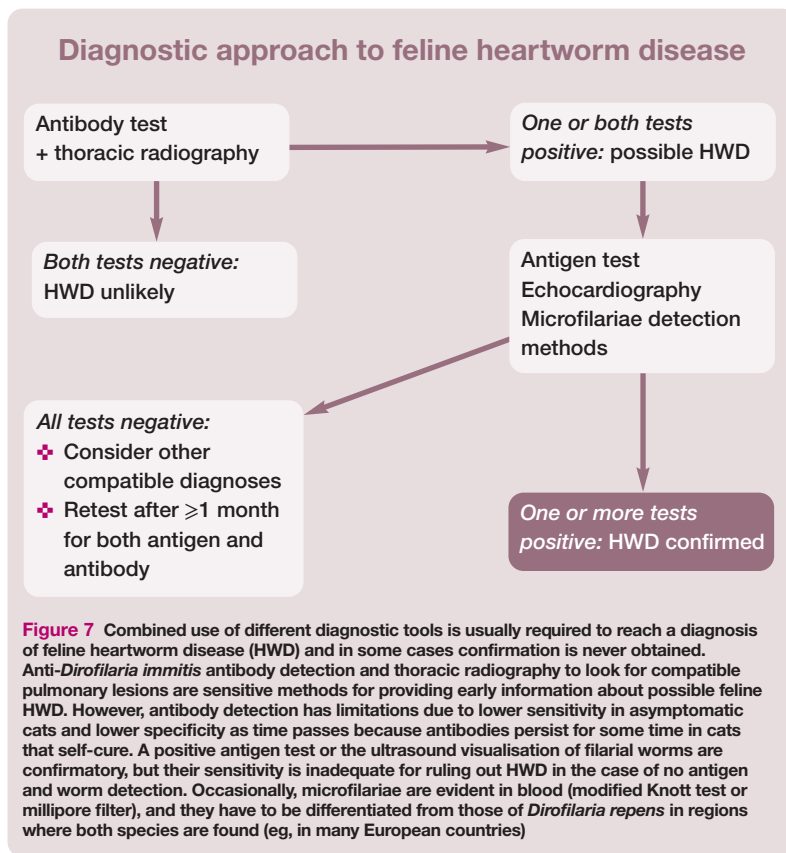 Diagnostic approach to feline heartworm disease
Antibody test
+ thoracic radiography
One or both tests
positive: possible HWD
Both tests negative:
HWD unlikely
Antigen test
Echocardiography
Microfilariae detection
methods
All tests negative:
✤ Consider other
compatible diagnoses
✤ Retest after ⩾1 month
for both antigen and
antibody
One or more tests
positive: HWD confirmed
Figure 7 Combined use of different diagnostic tools is usually required to reach a diagnosis
of feline heartworm disease (HWD) and in some cases confirmation is never obtained.
Anti-Dirofilaria immitis antibody detection and thoracic radiography to look for compatible
pulmonary lesions are sensitive methods for providing early information about possible feline
HWD. However, antibody detection has limitations due to lower sensitivity in asymptomatic
cats and lower specificity as time passes because antibodies persist for some time in cats
that self-cure. A positive antigen test or the ultrasound visualisation of filarial worms are
confirmatory, but their sensitivity is inadequate for ruling out HWD in the case of no antigen
and worm detection. Occasionally, microfilariae are evident in blood (modified Knott test or
millipore filter), and they have to be differentiated from those of Dirofilaria repens in regions
where both species are found (eg, in many European countries)